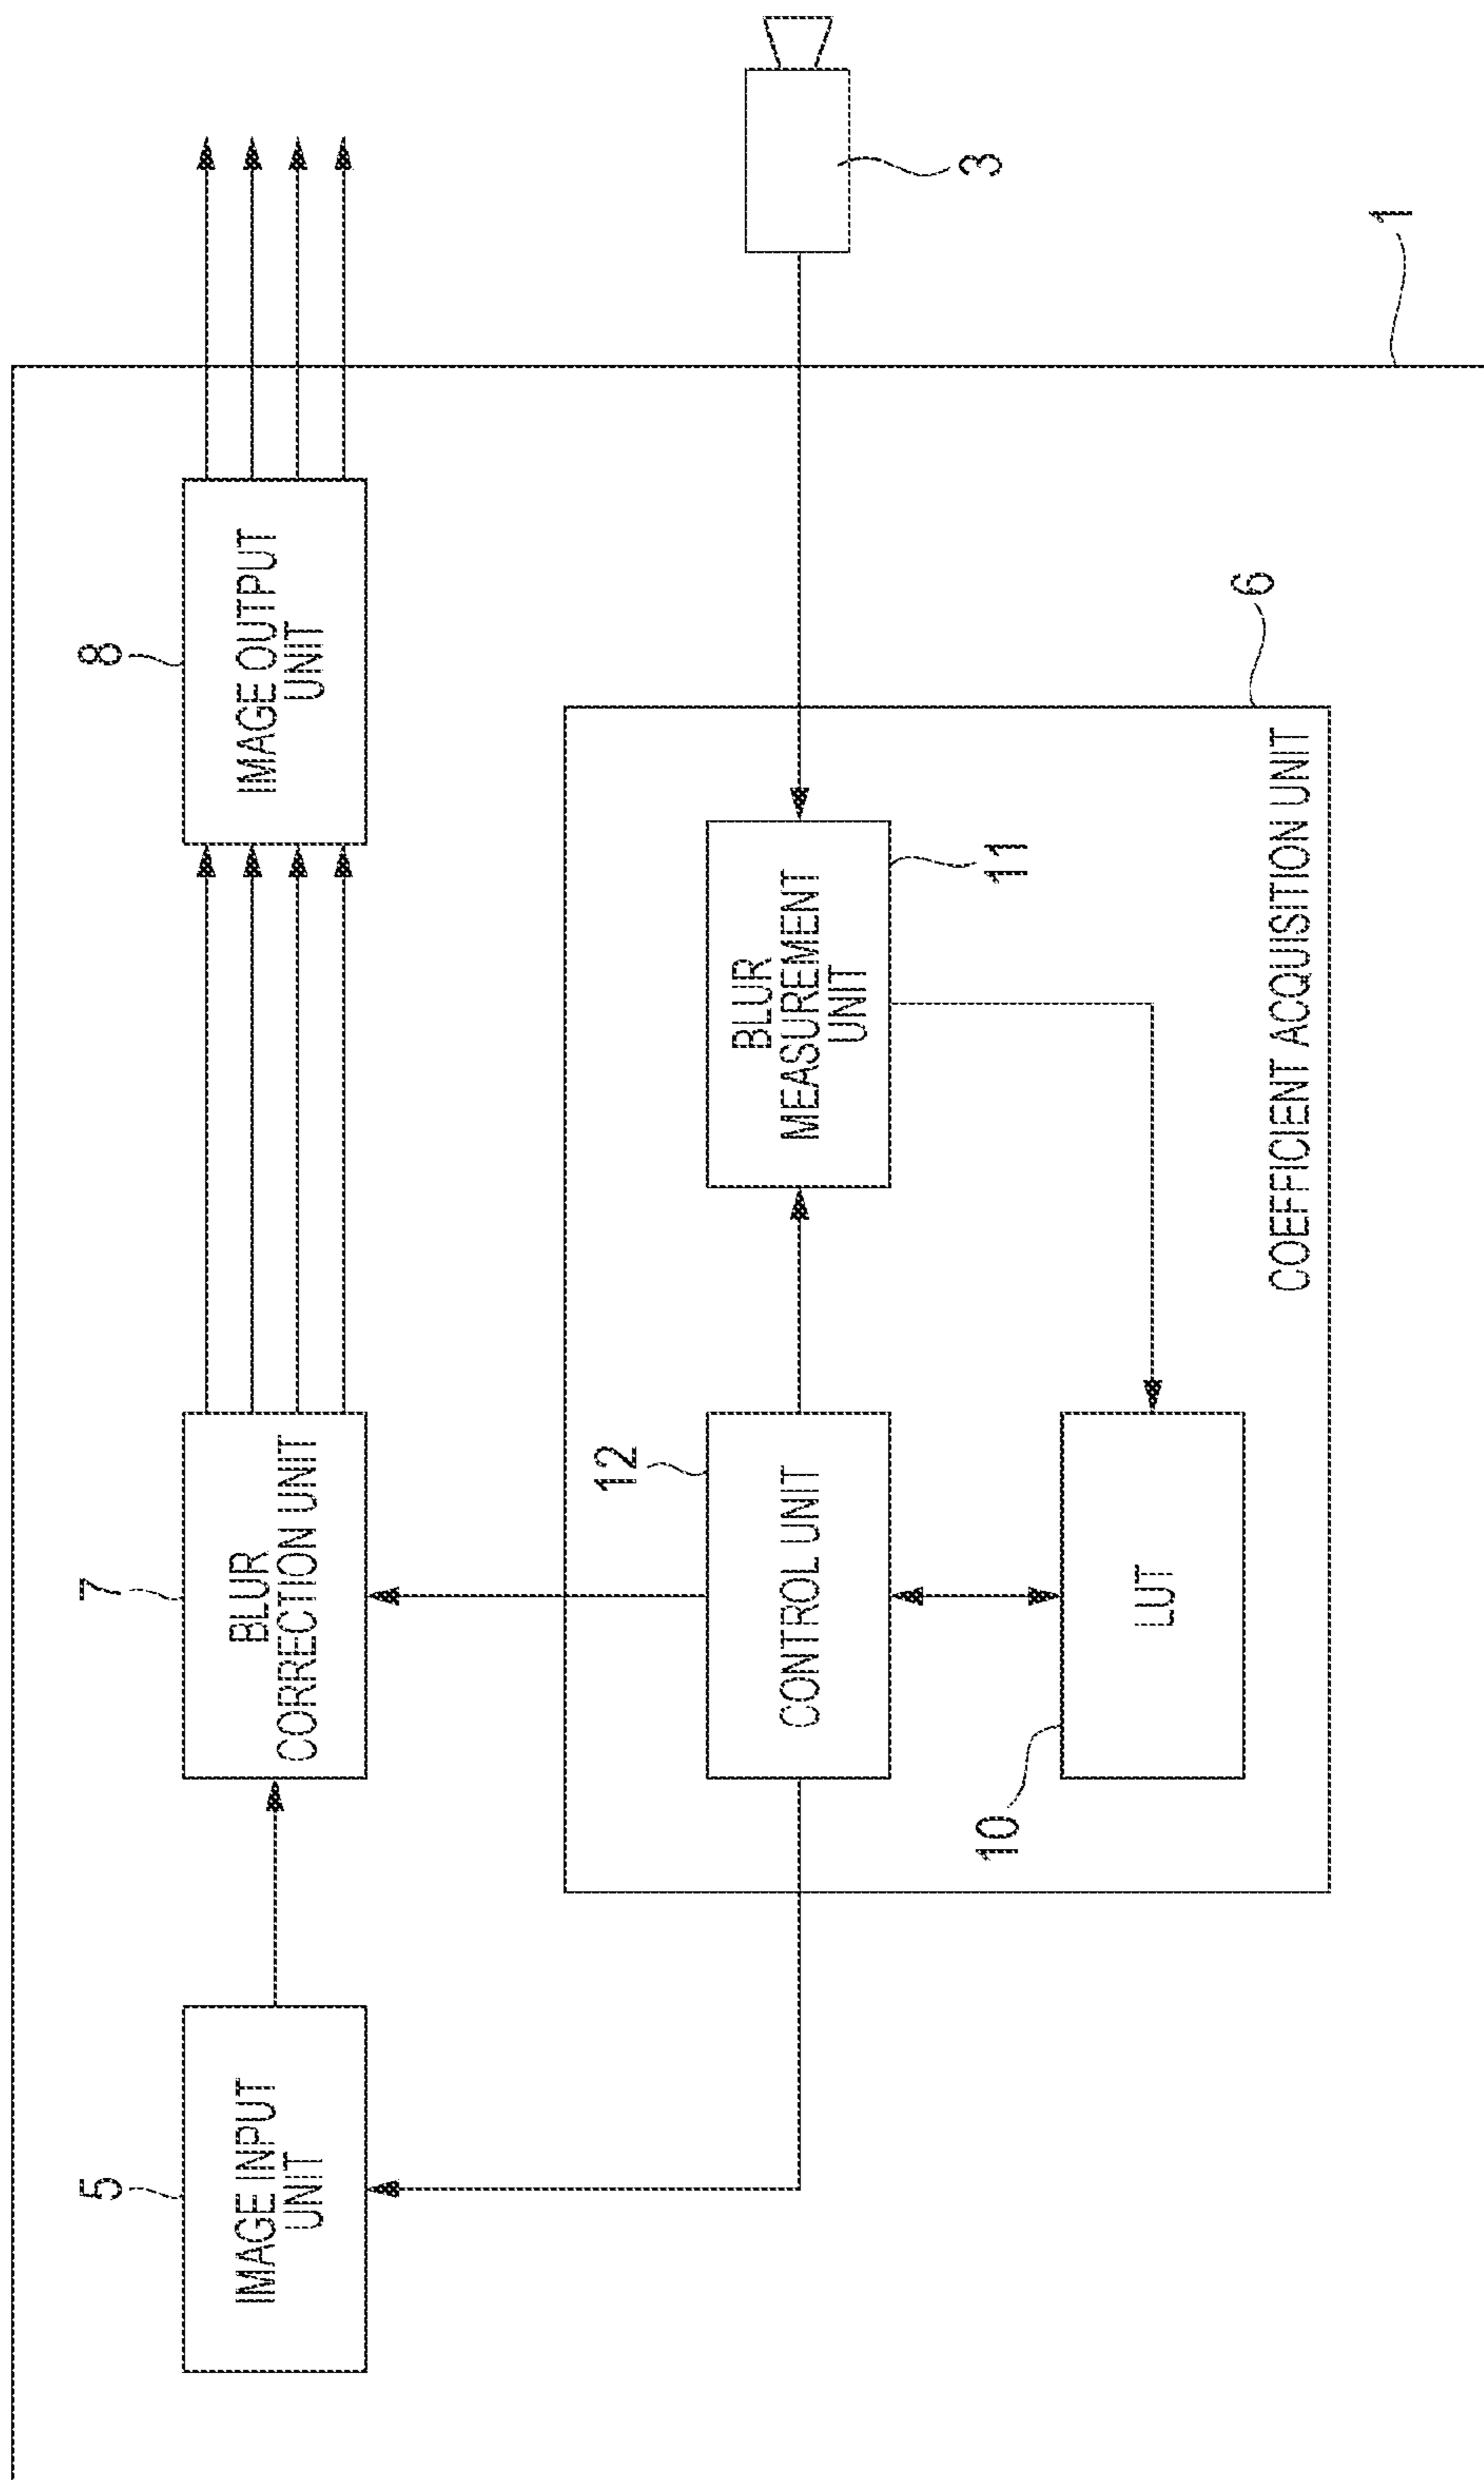 1
5
IMAGE INPUT
UNIT
7
BLUR
CORRECTION UNIT
8
IMAGE OUTPUT
UNIT
12
CONTROL UNIT
BLUR
MEASUREMENT
UNIT
11
3
10
LUT
6
COEFFICIENT ACQUISITION UNIT